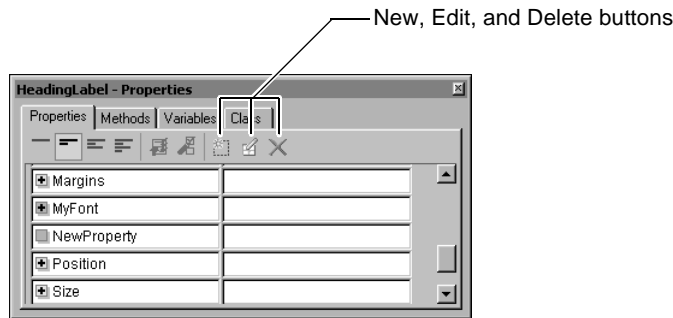 New, Edit, and Delete buttons
HeadingLabel - Properties
Properties Methods Variables Class
Margins
MyFont
NewProperty
Position
Size